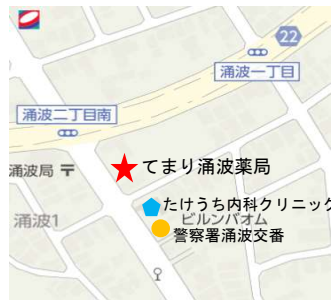 22
涌波一丁目
涌波二丁目南
てまり涌波薬局
涌波局 〒
たけうち内科クリニック
涌波1
ビルンバオム
警察署涌波交番